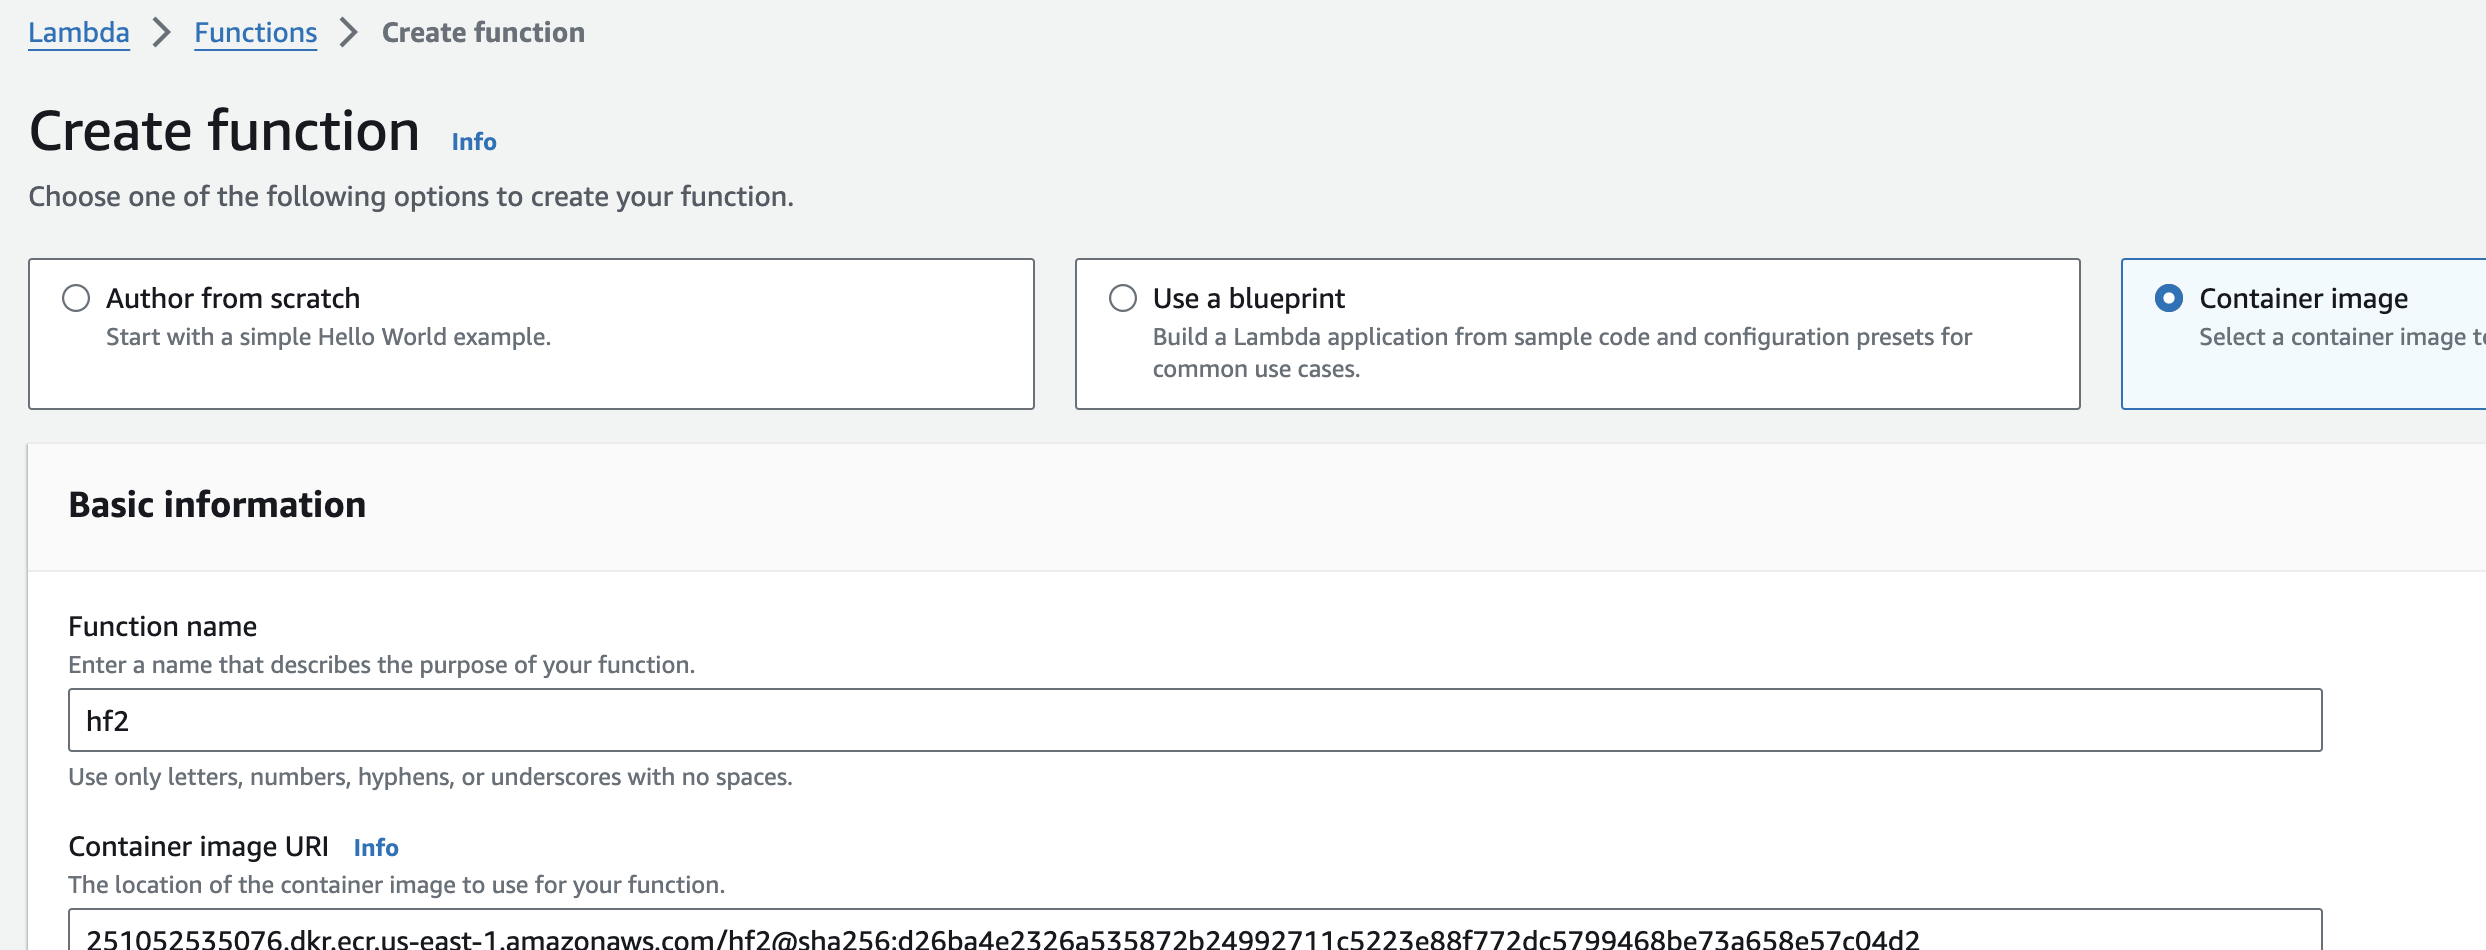 Lambda > Functions > Create function
Create function Info
Choose one of the following options to create your function.
Author from scratch
Start with a simple Hello World example.
Use a blueprint
Build a Lambda application from sample code and configuration presets for
common use cases.
Container image
Select a container image
Basic information
Function name
Enter a name that describes the purpose of your function.
hf2
Use only letters, numbers, hyphens, or underscores with no spaces.
Container image URI Info
The location of the container image to use for your function.
251052535076.dkr.ecr.us-east-1.amazonaws.com/hf2@sha256:d26ba4e2326a535872b24992711c5223e88f772dc5799468be73a658e57c04d2